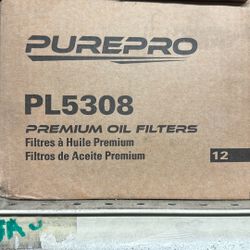 PUREPRO
PL5308
PREMIUM OIL FILTERS
Filtres à Huile Premium
Filtros de Aceite Premium
12